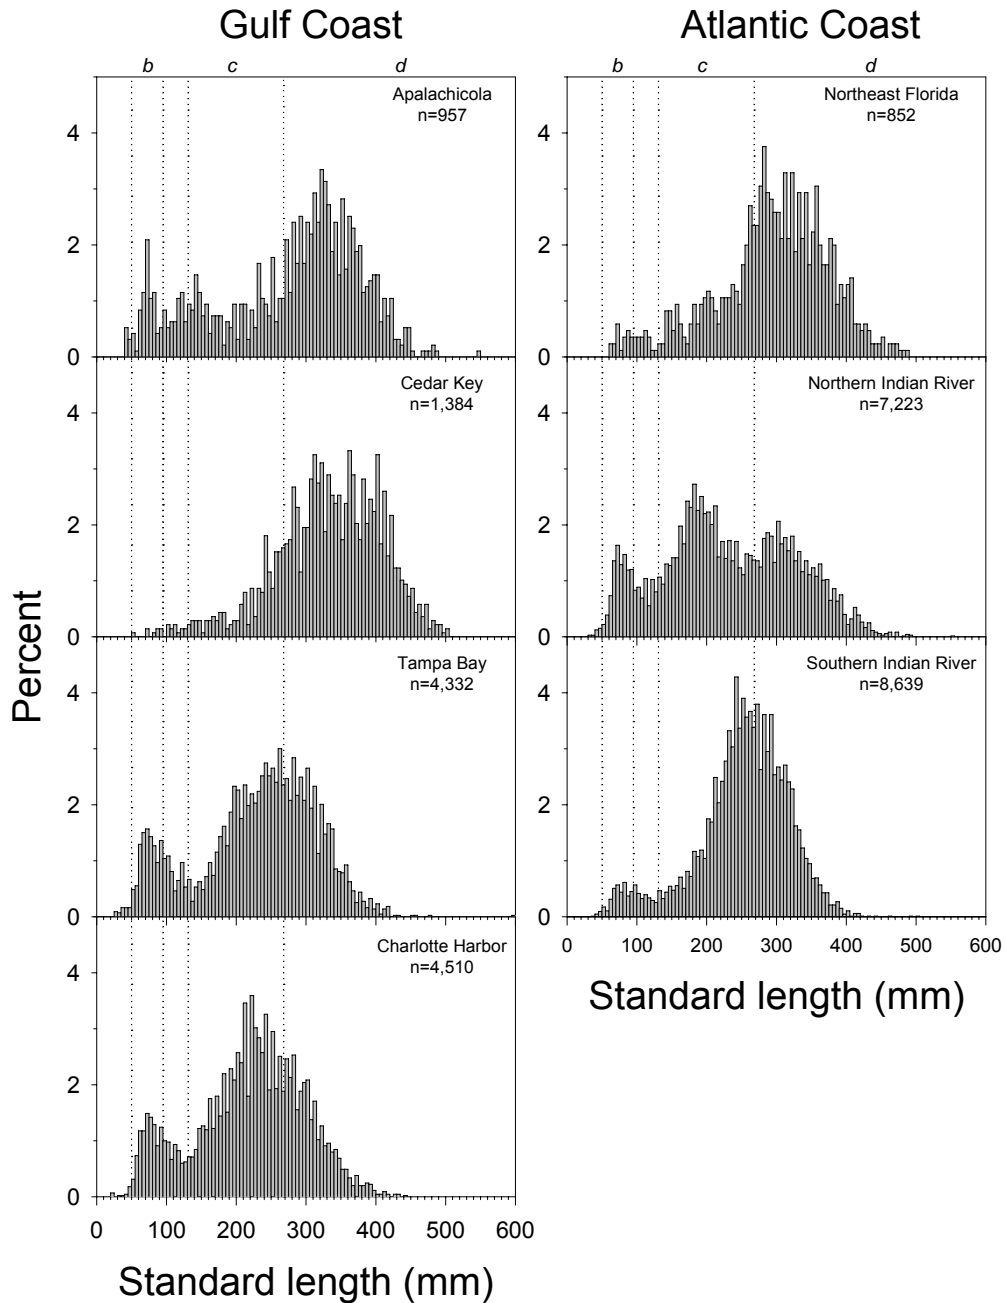 Gulf Coast
Atlantic Coast
b c d
b c d
Apalachicola
n=957
4
2
0
Northeast Florida
n=852
4
2
0
Cedar Key
n=1,384
4
2
0
Northern Indian River
n=7,223
4
2
0
Percent
Tampa Bay
n=4,332
4
2
0
Southern Indian River
n=8,639
4
2
0
0 100 200 300 400 500 600
Standard length (mm)
Charlotte Harbor
n=4,510
4
2
0
0 100 200 300 400 500 600
Standard length (mm)